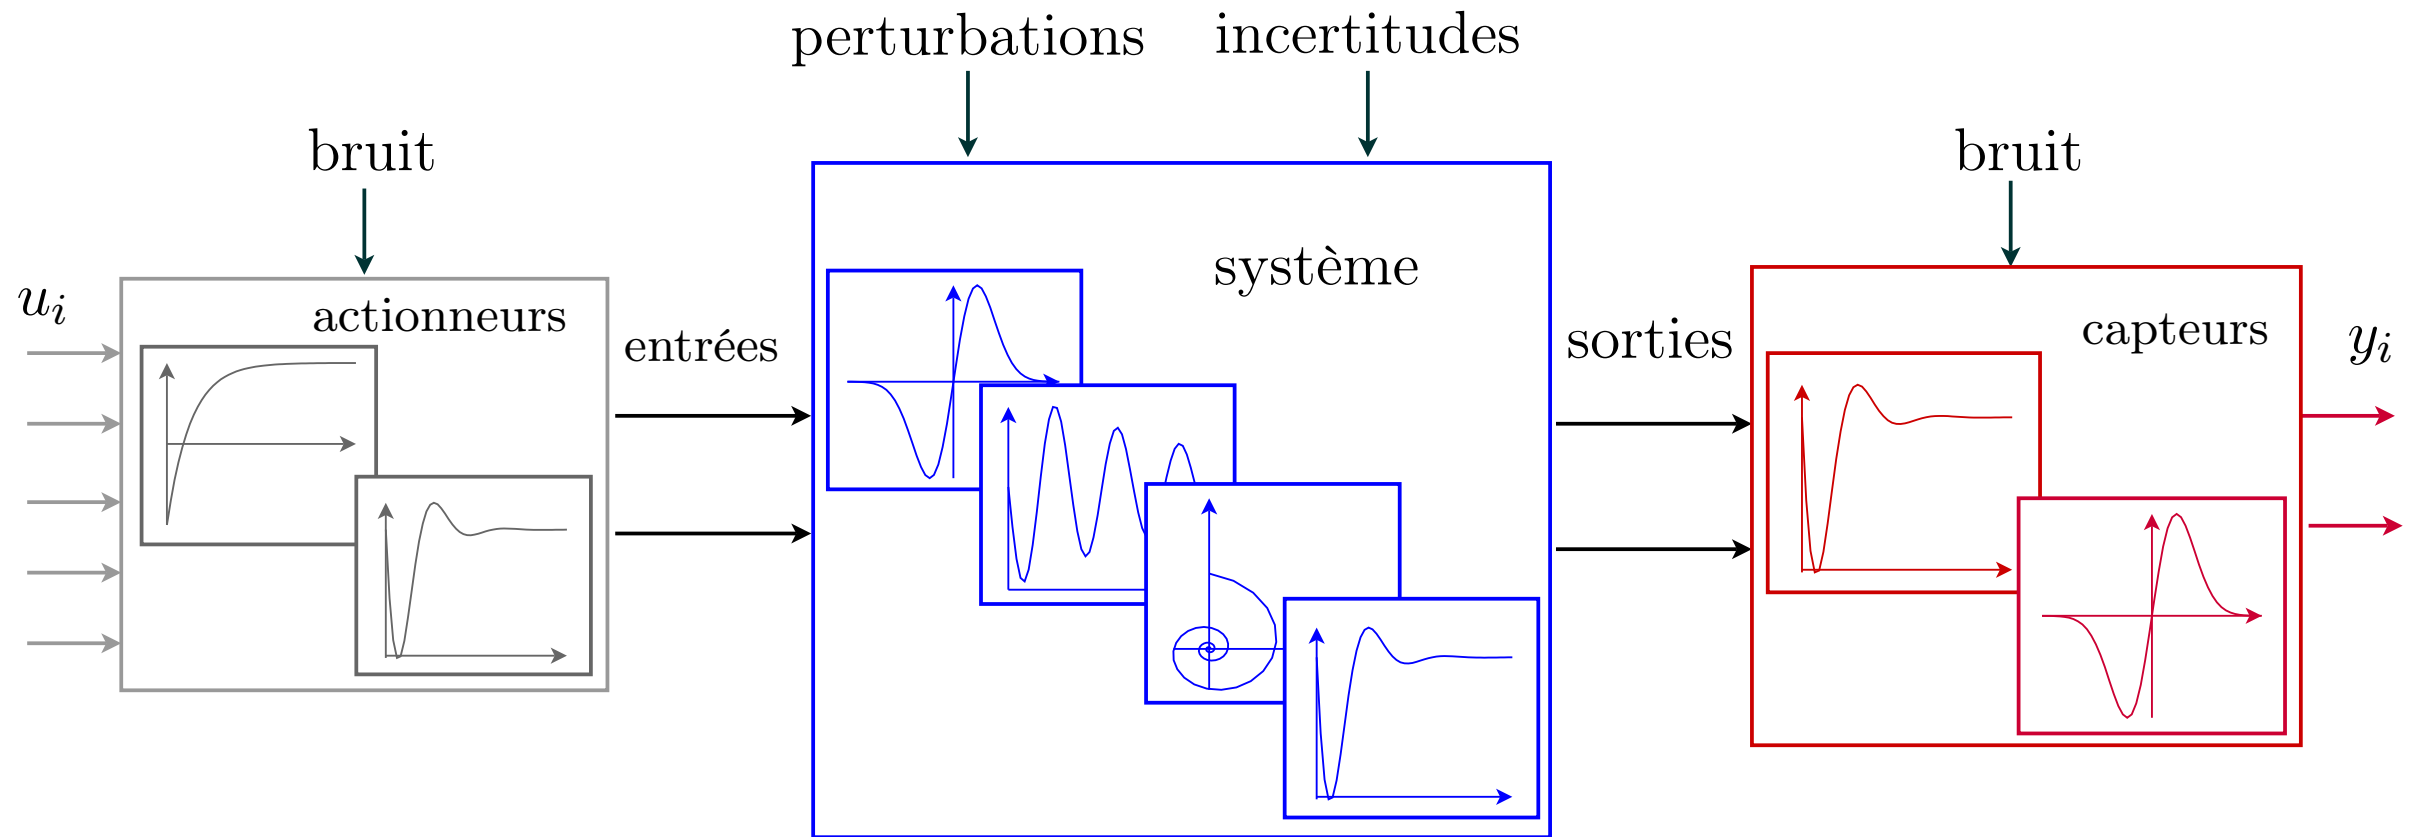 perturbations
incertitudes
bruit
bruit
u_i
actionneurs
entrées
système
sorties
capteurs
y_i